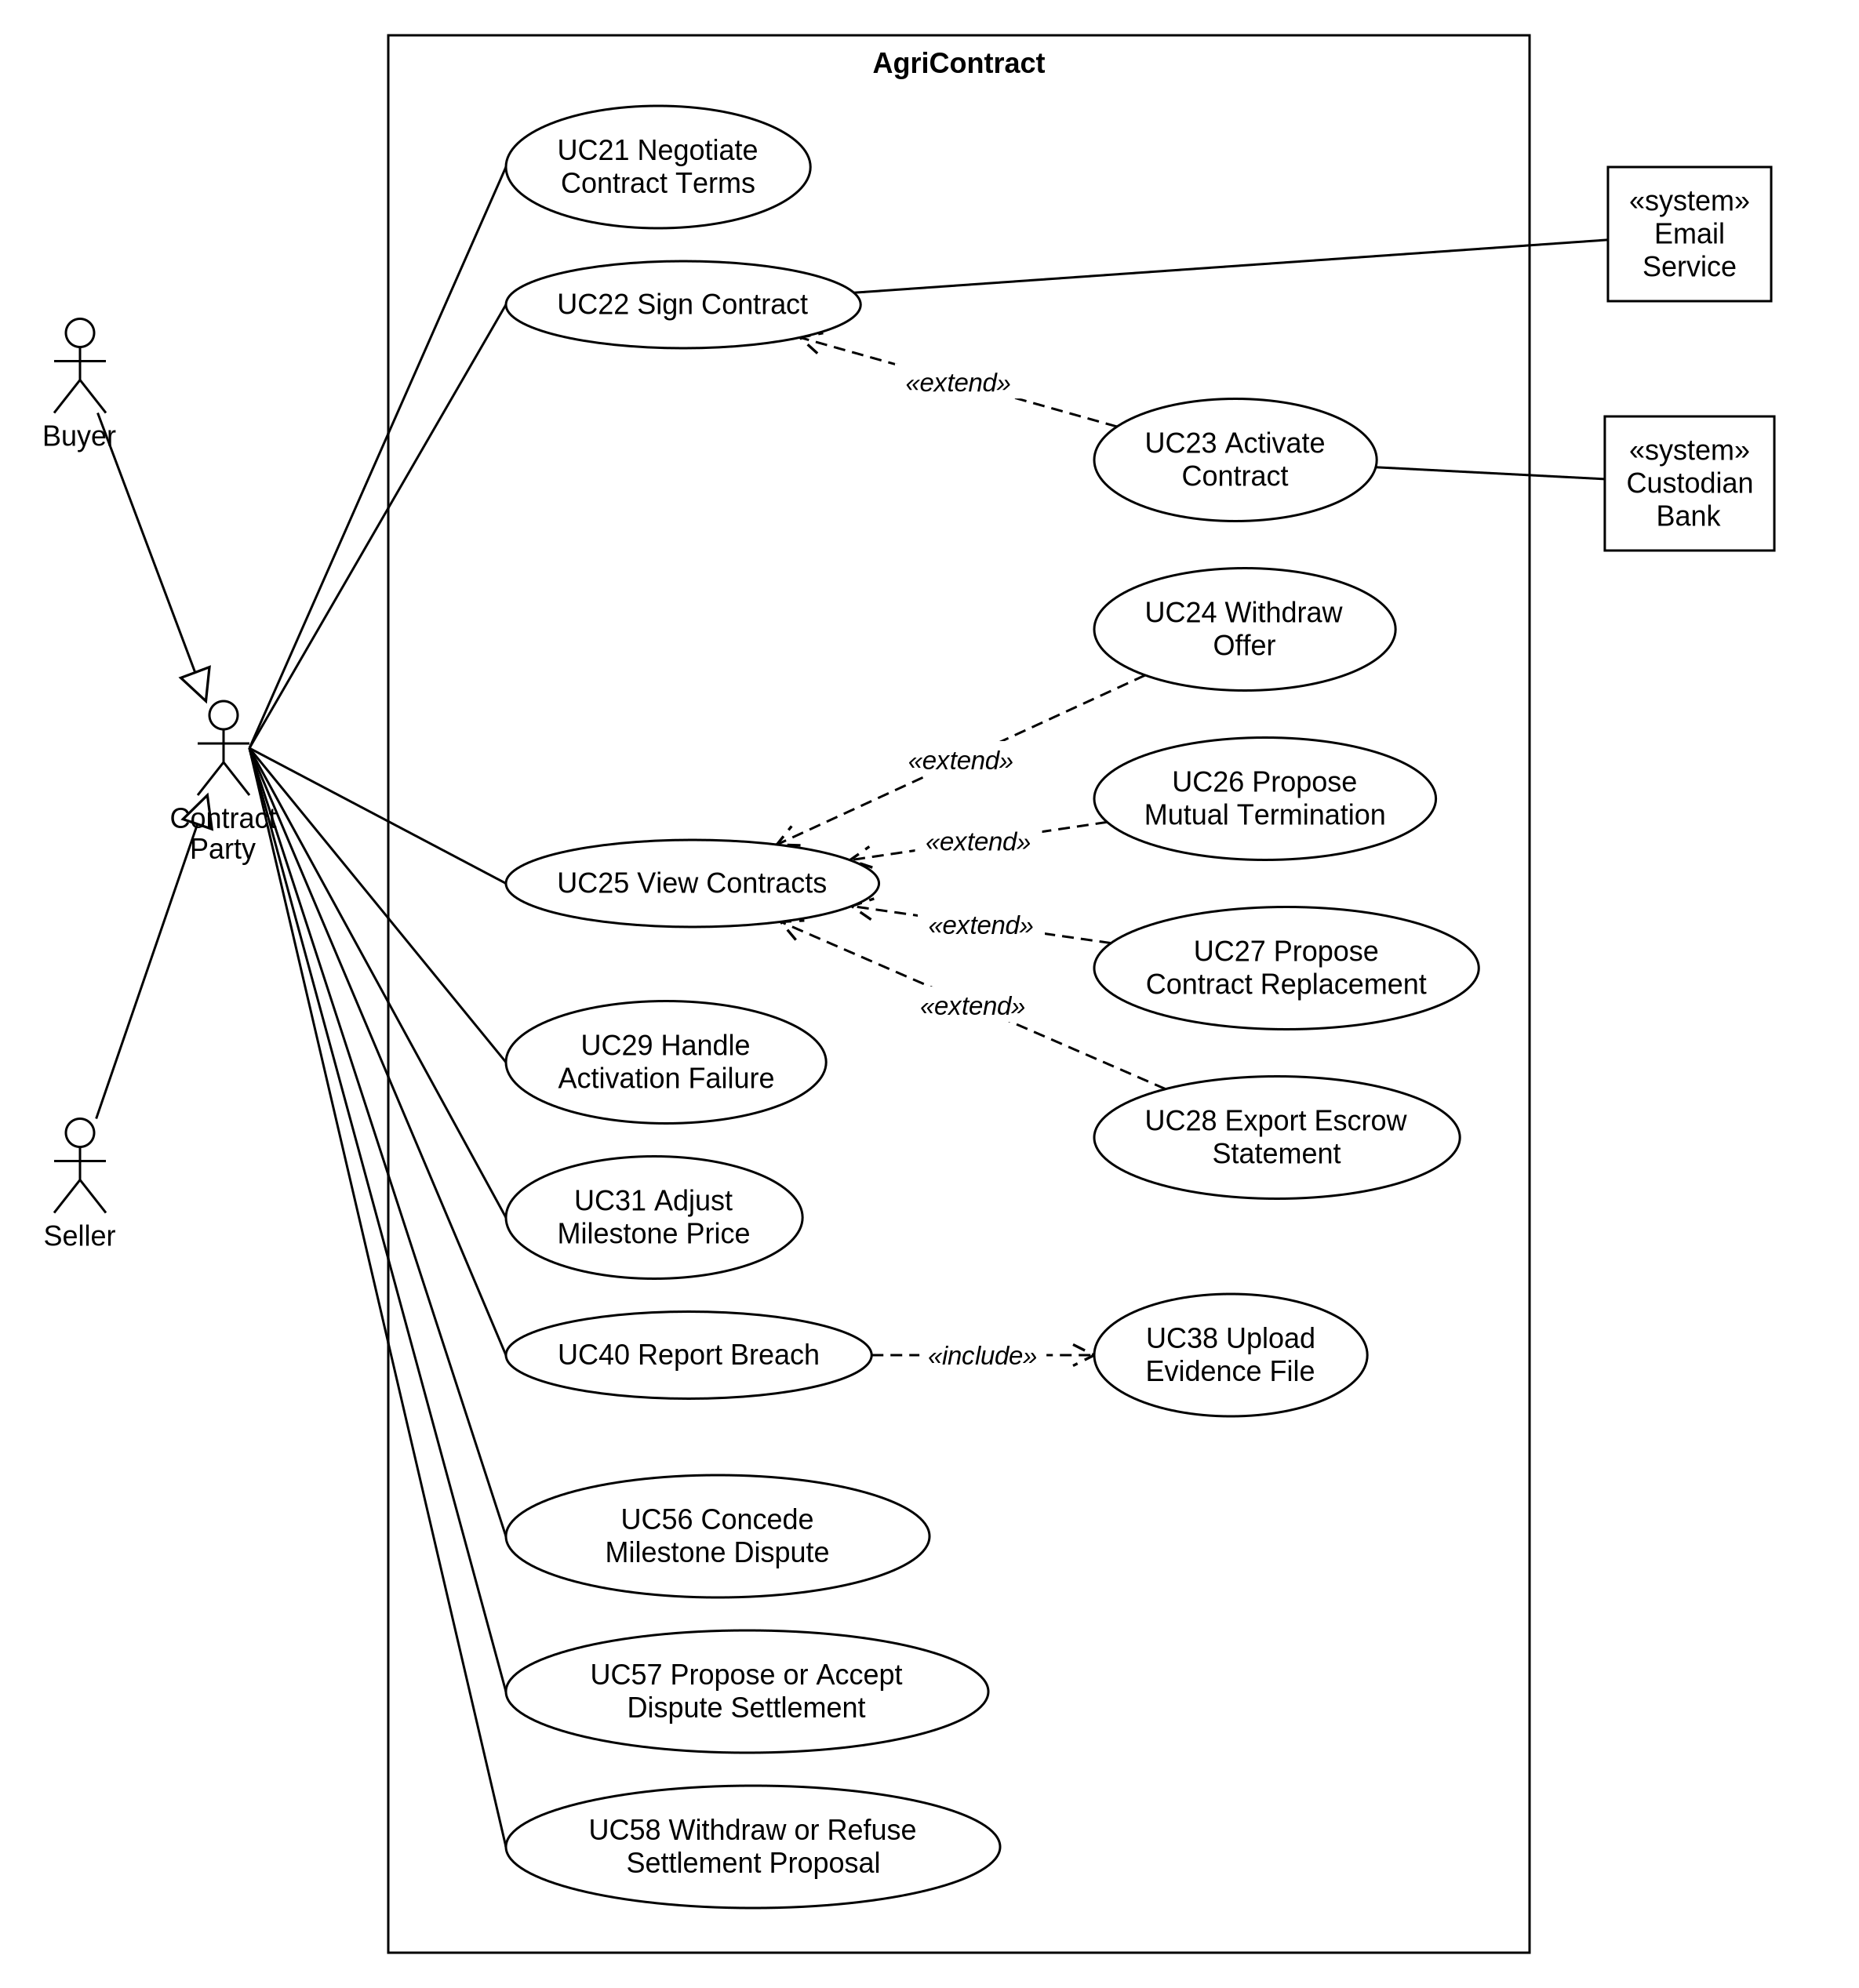 AgriContract
UC21 Negotiate
Contract Terms
«system»
Email
Service
UC22 Sign Contract
«extend»
Buyer
UC23 Activate
Contract
«system»
Custodian
Bank
UC24 Withdraw
Offer
«extend»
UC26 Propose
Mutual Termination
Contract
Party
«extend»
UC25 View Contracts
«extend»
UC27 Propose
Contract Replacement
«extend»
UC29 Handle
Activation Failure
UC28 Export Escrow
Statement
Seller
UC31 Adjust
Milestone Price
UC40 Report Breach
«include»
UC38 Upload
Evidence File
UC56 Concede
Milestone Dispute
UC57 Propose or Accept
Dispute Settlement
UC58 Withdraw or Refuse
Settlement Proposal